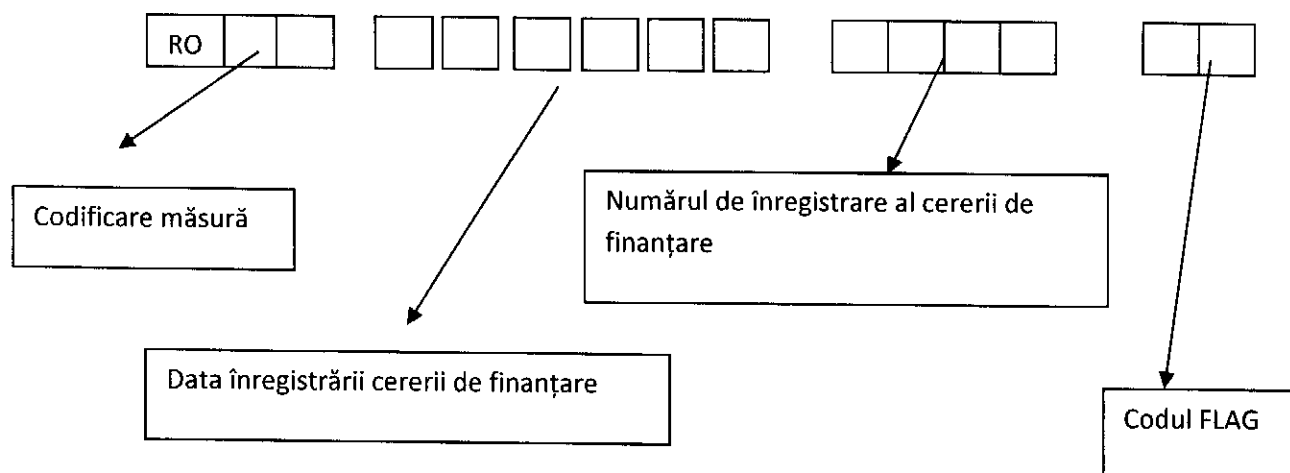 RO
Codificare măsură
Numărul de înregistrare al cererii de
finanțare
Data înregistrării cererii de finanțare
Codul FLAG